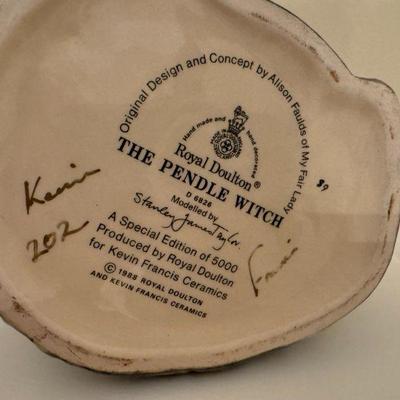 Original Design and Concept by Alison Faulds of My Fair Lady
Hand made and hand decorated
Royal Doulton®
THE PENDLE WITCH
D 6826
Modelled by
Stanley James Taylor.
A Special Edition of 5000
Produced by Royal Doulton
for Kevin Francis Ceramics
© 1988 ROYAL DOULTON
AND KEVIN FRANCIS CERAMICS
Kevin
202
Francis